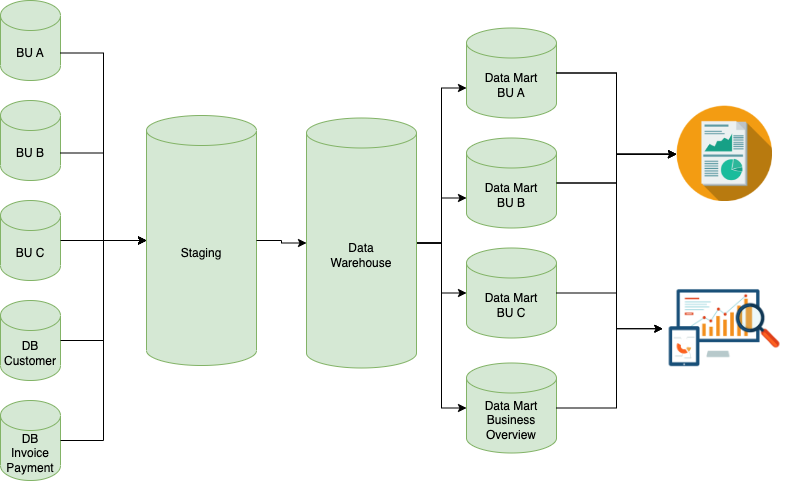 BU A
BU B
BU C
DB
Customer
DB
Invoice
Payment
Staging
Data
Warehouse
Data Mart
BU A
Data Mart
BU B
Data Mart
BU C
Data Mart
Business
Overview